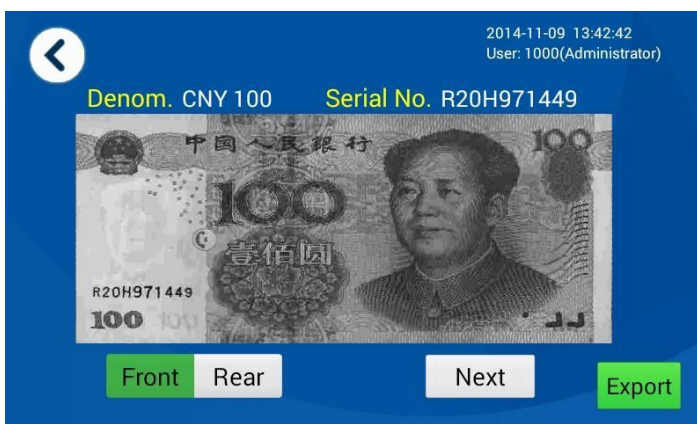 2014-11-09 13:42:42
User: 1000(Administrator)
Denom. CNY 100 Serial No. R20H971449
中国人民银行
100
100
壹佰圆
R20H971449
100 100
Front Rear Next Export